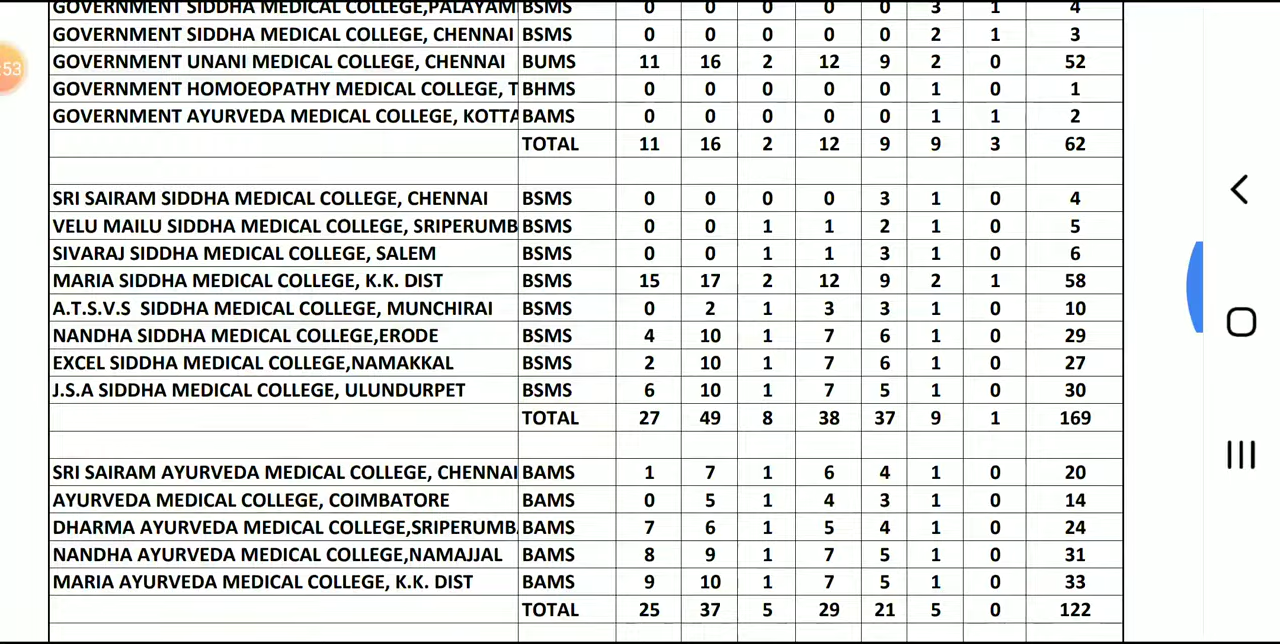 GOVERNMENT SIDDHA MEDICAL COLLEGE,PALAYAM BSMS 0 0 0 0 0 3 1 4
GOVERNMENT SIDDHA MEDICAL COLLEGE, CHENNAI BSMS 0 0 0 0 0 2 1 3
GOVERNMENT UNANI MEDICAL COLLEGE, CHENNAI BUMS 11 16 2 12 9 2 0 52
:53
GOVERNMENT HOMOEOPATHY MEDICAL COLLEGE, T BHMS 0 0 0 0 0 1 0 1
GOVERNMENT AYURVEDA MEDICAL COLLEGE, KOTTA BAMS 0 0 0 0 0 1 1 2
TOTAL 11 16 2 12 9 9 3 62
SRI SAIRAM SIDDHA MEDICAL COLLEGE, CHENNAI BSMS 0 0 0 0 3 1 0 4
VELU MAILU SIDDHA MEDICAL COLLEGE, SRIPERUMB BSMS 0 0 1 1 2 1 0 5
SIVARAJ SIDDHA MEDICAL COLLEGE, SALEM BSMS 0 0 1 1 3 1 0 6
MARIA SIDDHA MEDICAL COLLEGE, K.K. DIST BSMS 15 17 2 12 9 2 1 58
A.T.S.V.S SIDDHA MEDICAL COLLEGE, MUNCHIRAI BSMS 0 2 1 3 3 1 0 10
NANDHA SIDDHA MEDICAL COLLEGE,ERODE BSMS 4 10 1 7 6 1 0 29
EXCEL SIDDHA MEDICAL COLLEGE,NAMAKKAL BSMS 2 10 1 7 6 1 0 27
J.S.A SIDDHA MEDICAL COLLEGE, ULUNDURPET BSMS 6 10 1 7 5 1 0 30
TOTAL 27 49 8 38 37 9 1 169
SRI SAIRAM AYURVEDA MEDICAL COLLEGE, CHENNAI BAMS 1 7 1 6 4 1 0 20
AYURVEDA MEDICAL COLLEGE, COIMBATORE BAMS 0 5 1 4 3 1 0 14
DHARMA AYURVEDA MEDICAL COLLEGE,SRIPERUMB BAMS 7 6 1 5 4 1 0 24
NANDHA AYURVEDA MEDICAL COLLEGE,NAMAJJAL BAMS 8 9 1 7 5 1 0 31
MARIA AYURVEDA MEDICAL COLLEGE, K.K. DIST BAMS 9 10 1 7 5 1 0 33
TOTAL 25 37 5 29 21 5 0 122